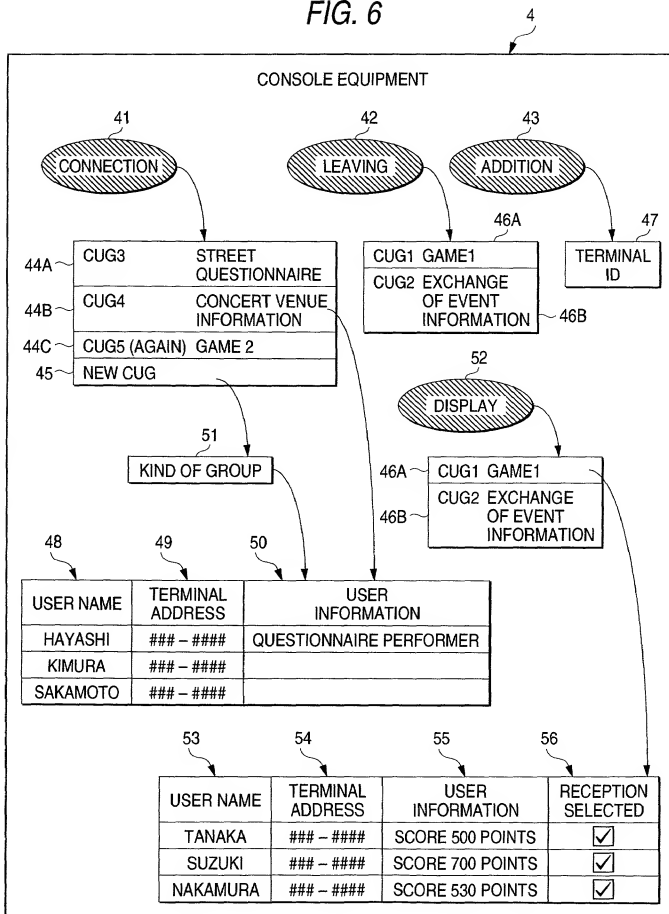 FIG. 6
4
CONSOLE EQUIPMENT
41
42
43
CONNECTION
LEAVING
ADDITION
46A
47
44A
CUG3 STREET
QUESTIONNAIRE
44B
CUG4 CONCERT VENUE
INFORMATION
44C
CUG5 (AGAIN) GAME 2
45
NEW CUG
CUG1 GAME1
CUG2 EXCHANGE
OF EVENT
INFORMATION
46B
TERMINAL
ID
52
DISPLAY
51
KIND OF GROUP
46A
CUG1 GAME1
46B
CUG2 EXCHANGE
OF EVENT
INFORMATION
48
49
50
USER NAME
TERMINAL
ADDRESS
USER
INFORMATION
HAYASHI ### – #### QUESTIONNAIRE PERFORMER
KIMURA ### – ####
SAKAMOTO ### – ####
53
54
55
56
USER NAME
TERMINAL
ADDRESS
USER
INFORMATION
RECEPTION
SELECTED
TANAKA ### – #### SCORE 500 POINTS
SUZUKI ### – #### SCORE 700 POINTS
NAKAMURA ### – #### SCORE 530 POINTS